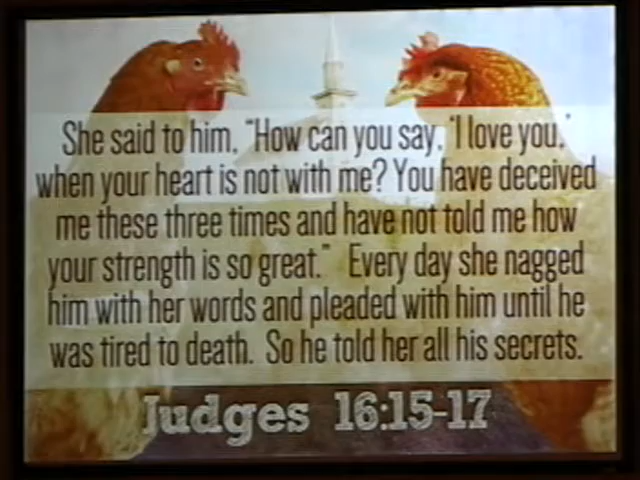 She said to him, "How can you say, 'I love you,'
when your heart is not with me? You have deceived
me these three times and have not told me how
your strength is so great."  Every day she nagged
him with her words and pleaded with him until he
was tired to death.  So he told her all his secrets.
Judges 16:15-17